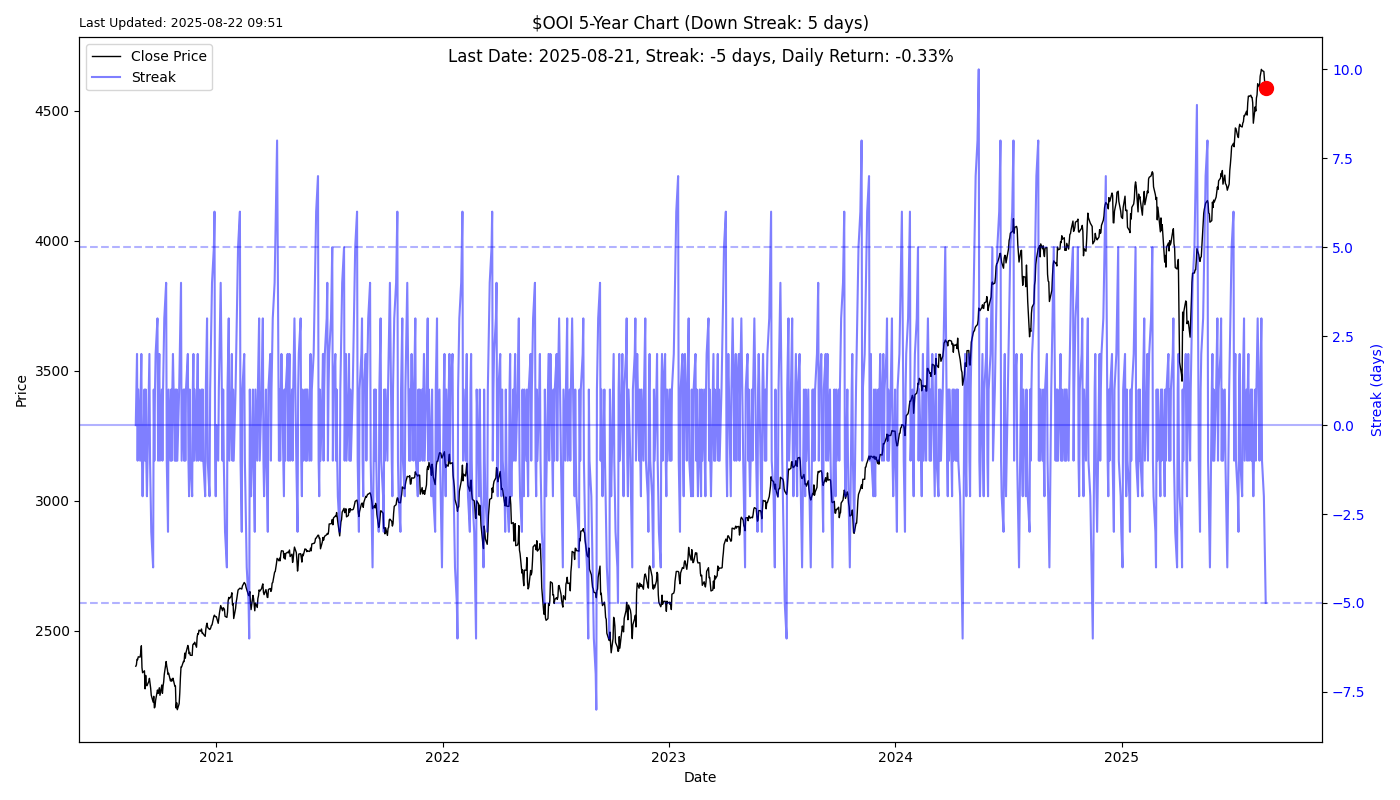 Last Updated: 2025-08-22 09:51
$OOI 5-Year Chart (Down Streak: 5 days)
Last Date: 2025-08-21, Streak: -5 days, Daily Return: -0.33%
Close Price
Streak
4500
4000
3500
3000
2500
Price
10.0
7.5
5.0
2.5
0.0
−2.5
−5.0
−7.5
Streak (days)
2021
2022
2023
2024
2025
Date